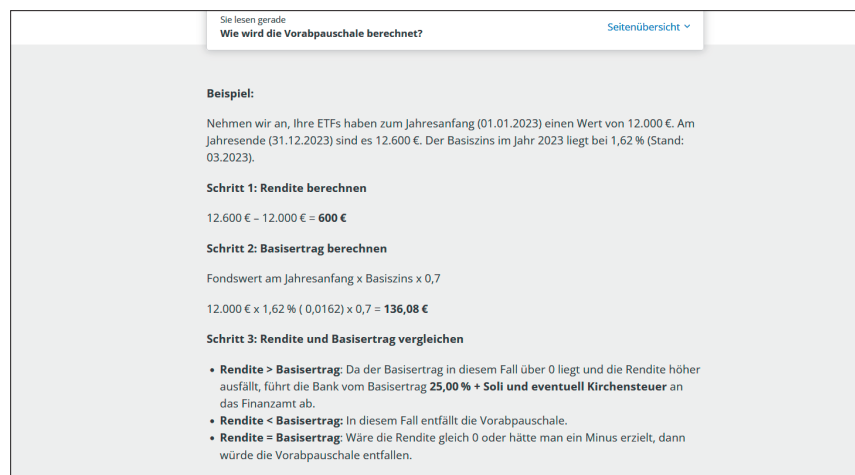 Sie lesen gerade
Wie wird die Vorabpauschale berechnet?
Seitenübersicht
Beispiel:
Nehmen wir an, Ihre ETFs haben zum Jahresanfang (01.01.2023) einen Wert von 12.000 €. Am
Jahresende (31.12.2023) sind es 12.600 €. Der Basiszins im Jahr 2023 liegt bei 1,62 % (Stand:
03.2023).
Schritt 1: Rendite berechnen
12.600 € – 12.000 € = 600 €
Schritt 2: Basisertrag berechnen
Fondswert am Jahresanfang x Basiszins x 0,7
12.000 € x 1,62 % ( 0,0162) x 0,7 = 136,08 €
Schritt 3: Rendite und Basisertrag vergleichen
• Rendite > Basisertrag: Da der Basisertrag in diesem Fall über 0 liegt und die Rendite höher
ausfällt, führt die Bank vom Basisertrag 25,00 % + Soli und eventuell Kirchensteuer an
das Finanzamt ab.
• Rendite < Basisertrag: In diesem Fall entfällt die Vorabpauschale.
• Rendite = Basisertrag: Wäre die Rendite gleich 0 oder hätte man ein Minus erzielt, dann
würde die Vorabpauschale entfallen.